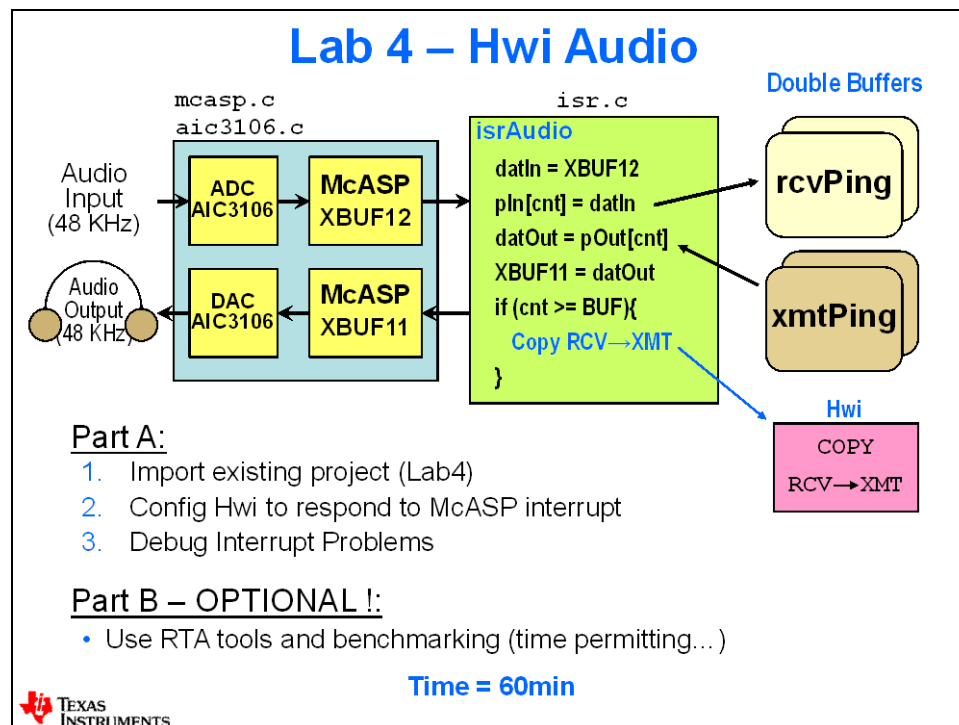 Lab 4 – Hwi Audio
mcasp.c
aic3106.c
isr.c
Double Buffers
Audio
Input
(48 KHz)
ADC
AIC3106
McASP
XBUF12
isrAudio
datIn = XBUF12
pIn[cnt] = datIn
datOut = pOut[cnt]
XBUF11 = datOut
if (cnt >= BUF){
Copy RCV→XMT
}
rcvPing
xmtPing
Audio
Output
(48 KHz)
DAC
AIC3106
McASP
XBUF11
Hwi
COPY
RCV→XMT
Part A:
1. Import existing project (Lab4)
2. Config Hwi to respond to McASP interrupt
3. Debug Interrupt Problems
Part B – OPTIONAL !:
• Use RTA tools and benchmarking (time permitting…)
Time = 60min
TEXAS
INSTRUMENTS